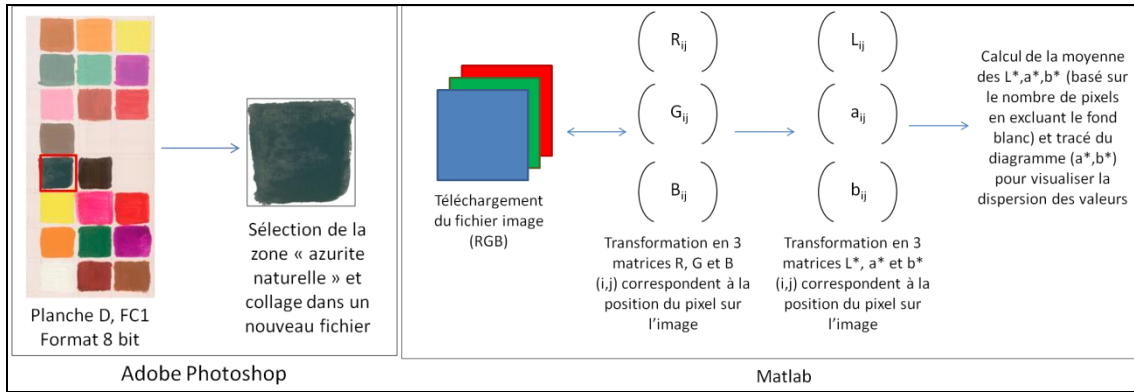 Planche D, FC1
Format 8 bit
Sélection de la
zone « azurite
naturelle » et
collage dans un
nouveau fichier
Adobe Photoshop
Téléchargement
du fichier image
(RGB)
R ij
G ij
B ij
Transformation en 3
matrices R, G et B
(i,j) correspondent à la
position du pixel sur
l'image
L ij
a ij
b ij
Transformation en 3
matrices L*, a* et b*
(i,j) correspondent à la
position du pixel sur
l'image
Calcul de la moyenne
des L*,a*,b* (basé sur
le nombre de pixels
en excluant le fond
blanc) et tracé du
diagramme (a*,b*)
pour visualiser la
dispersion des valeurs
Matlab